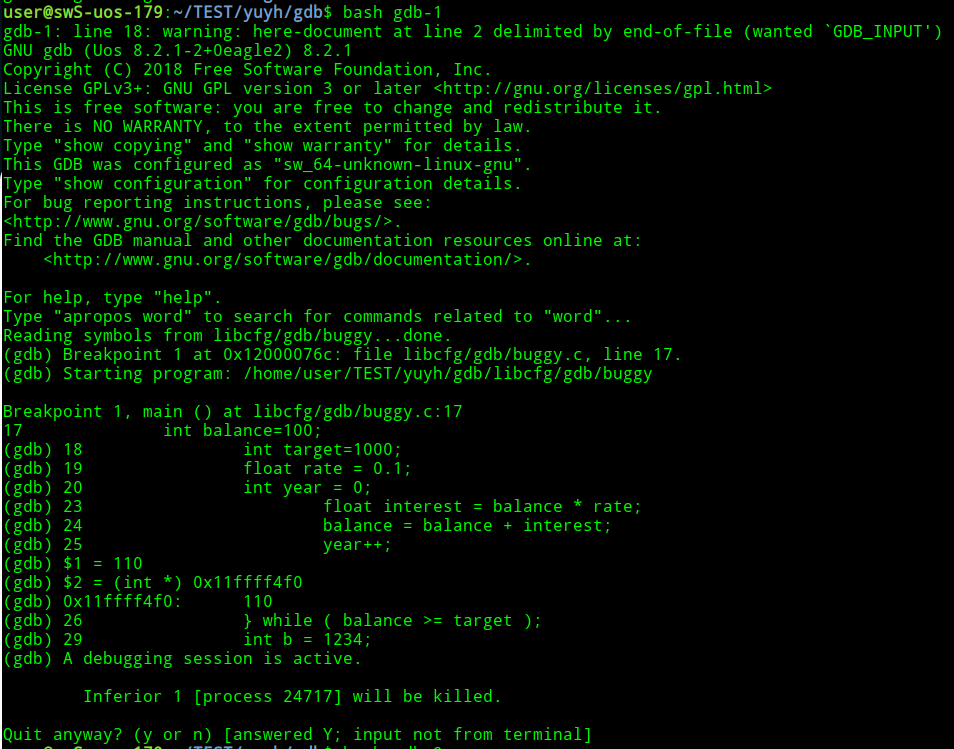 user@swS-uos-179:~/TEST/yuyh/gdb$ bash gdb-1
gdb-1: line 18: warning: here-document at line 2 delimited by end-of-file (wanted `GDB_INPUT')
GNU gdb (Uos 8.2.1-2+0eagle2) 8.2.1
Copyright (C) 2018 Free Software Foundation, Inc.
License GPLv3+: GNU GPL version 3 or later <http://gnu.org/licenses/gpl.html>
This is free software: you are free to change and redistribute it.
There is NO WARRANTY, to the extent permitted by law.
Type "show copying" and "show warranty" for details.
This GDB was configured as "sw_64-unknown-linux-gnu".
Type "show configuration" for configuration details.
For bug reporting instructions, please see:
<http://www.gnu.org/software/gdb/bugs/>.
Find the GDB manual and other documentation resources online at:
    <http://www.gnu.org/software/gdb/documentation/>.

For help, type "help".
Type "apropos word" to search for commands related to "word"...
Reading symbols from libcfg/gdb/buggy...done.
(gdb) Breakpoint 1 at 0x12000076c: file libcfg/gdb/buggy.c, line 17.
(gdb) Starting program: /home/user/TEST/yuyh/gdb/libcfg/gdb/buggy

Breakpoint 1, main () at libcfg/gdb/buggy.c:17
17              int balance=100;
(gdb) 18                int target=1000;
(gdb) 19                float rate = 0.1;
(gdb) 20                int year = 0;
(gdb) 23                        float interest = balance * rate;
(gdb) 24                        balance = balance + interest;
(gdb) 25                        year++;
(gdb) $1 = 110
(gdb) $2 = (int *) 0x11ffff4f0
(gdb) 0x11ffff4f0:      110
(gdb) 26                } while ( balance >= target );
(gdb) 29                int b = 1234;
(gdb) A debugging session is active.

        Inferior 1 [process 24717] will be killed.

Quit anyway? (y or n) [answered Y; input not from terminal]